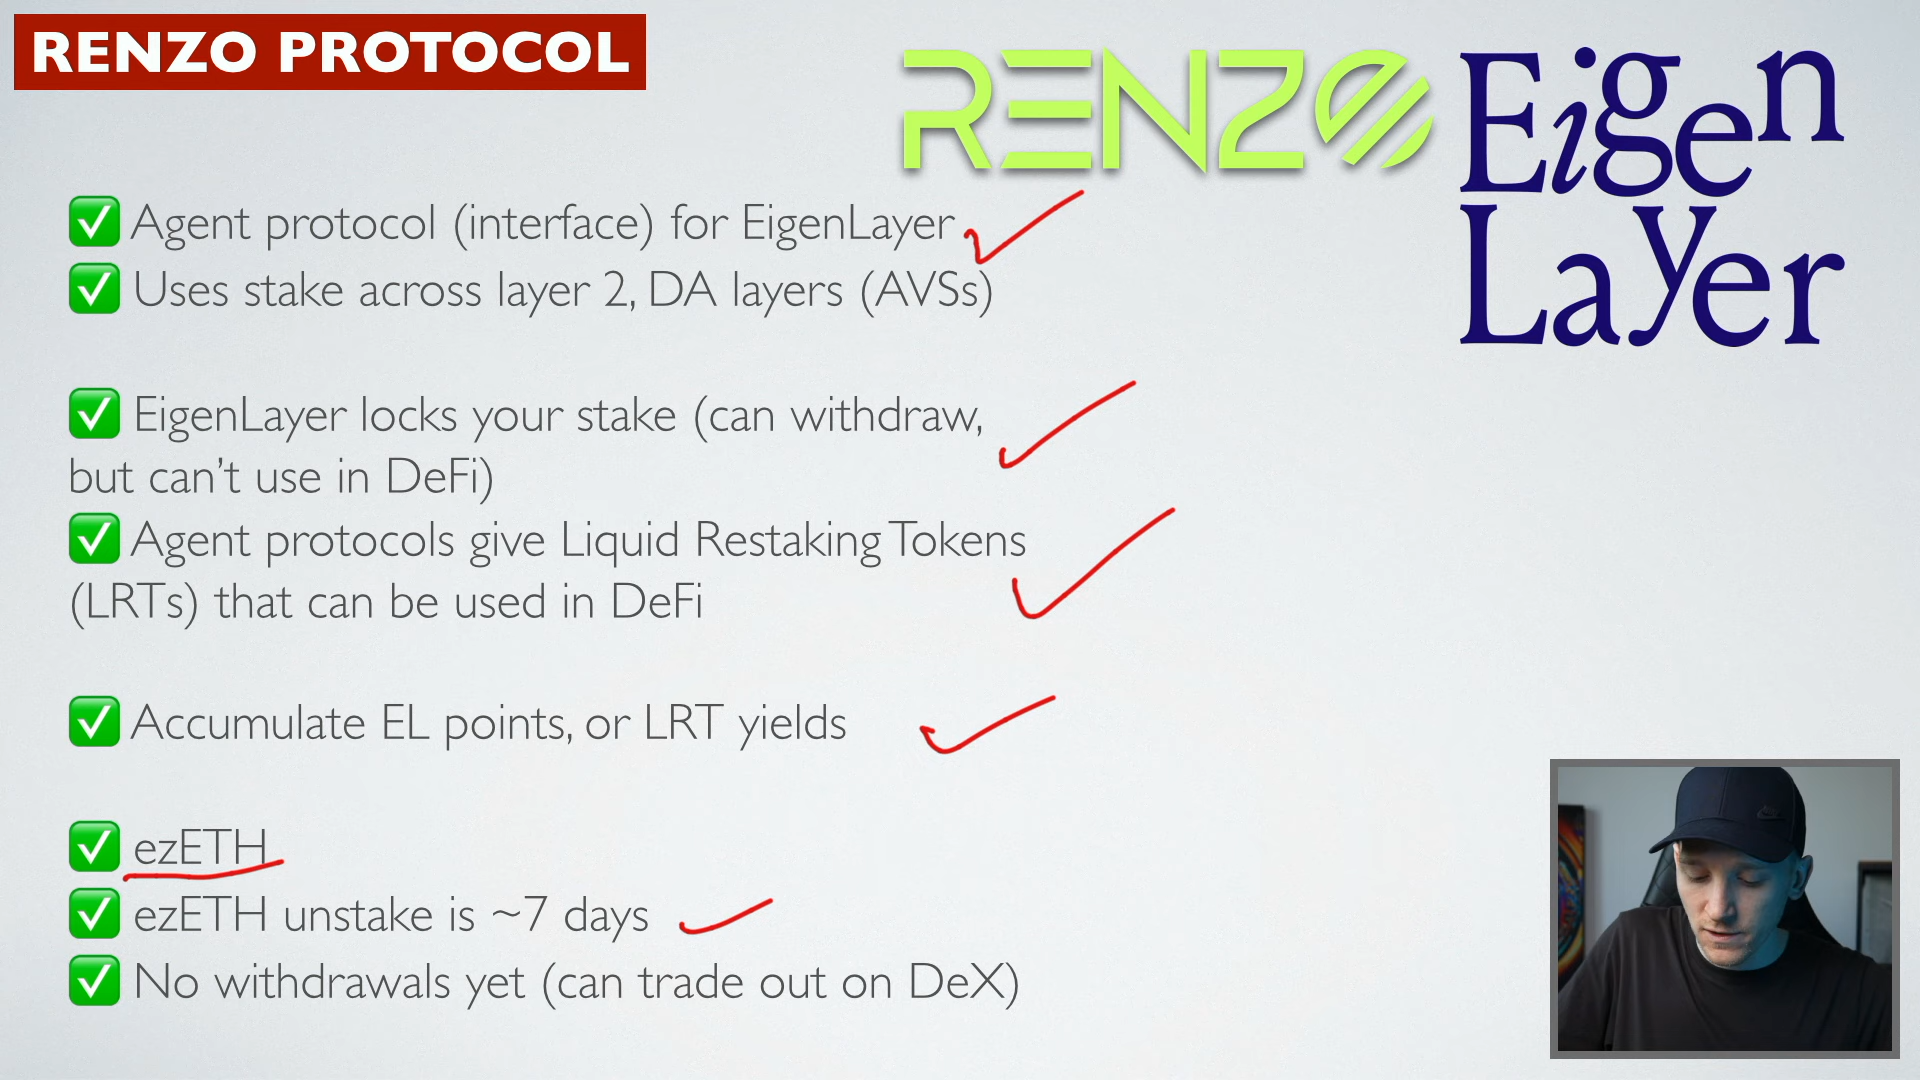 RENZO PROTOCOL
RENZO
Eigen
Layer
✅ Agent protocol (interface) for EigenLayer
✅ Uses stake across layer 2, DA layers (AVSs)
✅ EigenLayer locks your stake (can withdraw,
but can’t use in DeFi)
✅ Agent protocols give Liquid Restaking Tokens
(LRTs) that can be used in DeFi
✅ Accumulate EL points, or LRT yields
✅ ezETH
✅ ezETH unstake is ~7 days
✅ No withdrawals yet (can trade out on DeX)